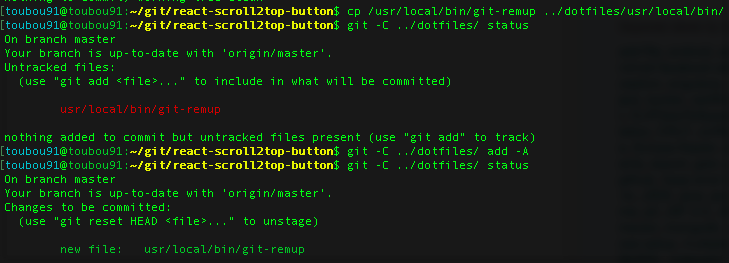 [toubou91@toubou91:~/git/react-scroll2top-button$ cp /usr/local/bin/git-remup ../dotfiles/usr/local/bin/
[toubou91@toubou91:~/git/react-scroll2top-button$ git -C ../dotfiles/ status
On branch master
Your branch is up-to-date with 'origin/master'.
Untracked files:
  (use "git add <file>..." to include in what will be committed)
        usr/local/bin/git-remup
nothing added to commit but untracked files present (use "git add" to track)
[toubou91@toubou91:~/git/react-scroll2top-button$ git -C ../dotfiles/ add -A
[toubou91@toubou91:~/git/react-scroll2top-button$ git -C ../dotfiles/ status
On branch master
Your branch is up-to-date with 'origin/master'.
Changes to be committed:
  (use "git reset HEAD <file>..." to unstage)
        new file:   usr/local/bin/git-remup